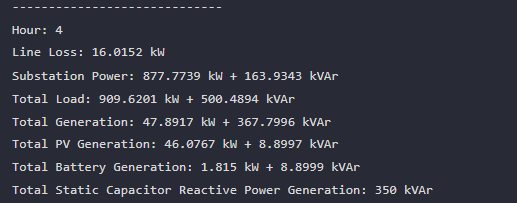 -----------------------------
Hour: 4
Line Loss: 16.0152 kW
Substation Power: 877.7739 kW + 163.9343 kVAr
Total Load: 909.6201 kW + 500.4894 kVAr
Total Generation: 47.8917 kW + 367.7996 kVAr
Total PV Generation: 46.0767 kW + 8.8997 kVAr
Total Battery Generation: 1.815 kW + 8.8999 kVAr
Total Static Capacitor Reactive Power Generation: 350 kVAr